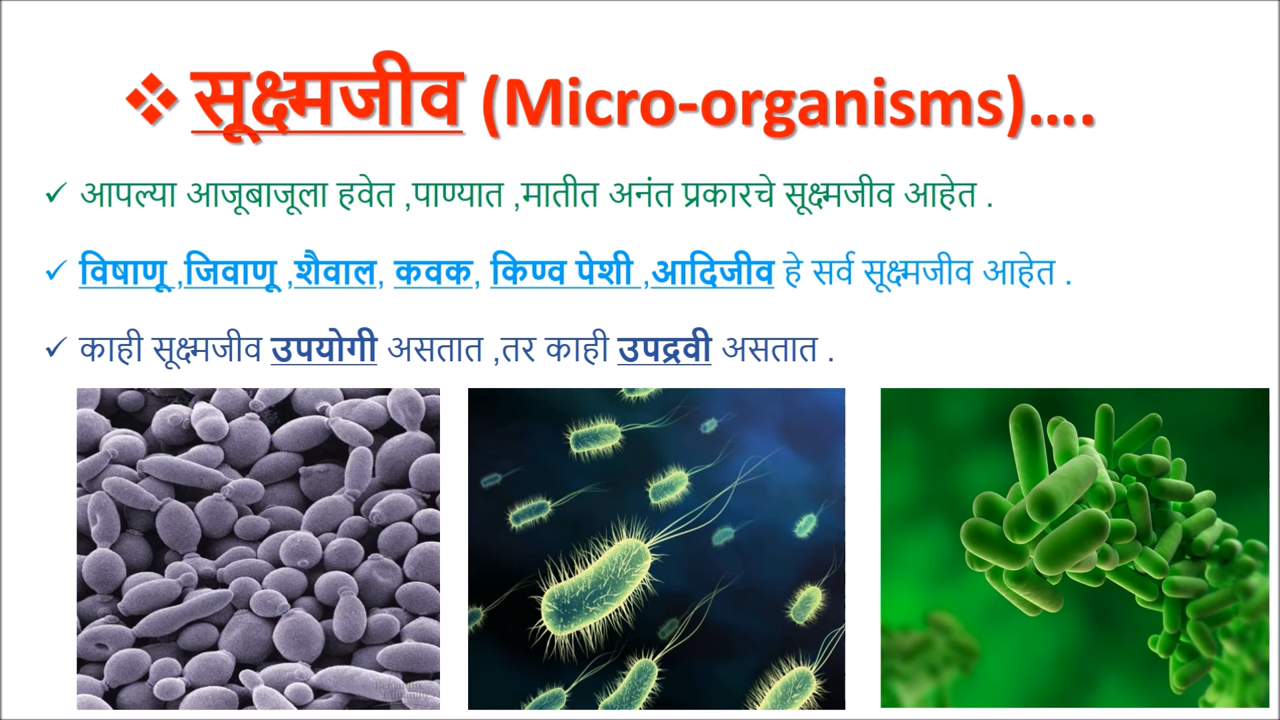 ❖ सूक्ष्मजीव (Micro-organisms)....
✓ आपल्या आजूबाजूला हवेत ,पाण्यात ,मातीत अनंत प्रकारचे सूक्ष्मजीव आहेत .
✓ विषाणू ,जिवाणू ,शैवाल, कवक, किण्व पेशी ,आदिजीव हे सर्व सूक्ष्मजीव आहेत .
✓ काही सूक्ष्मजीव उपयोगी असतात ,तर काही उपद्रवी असतात .